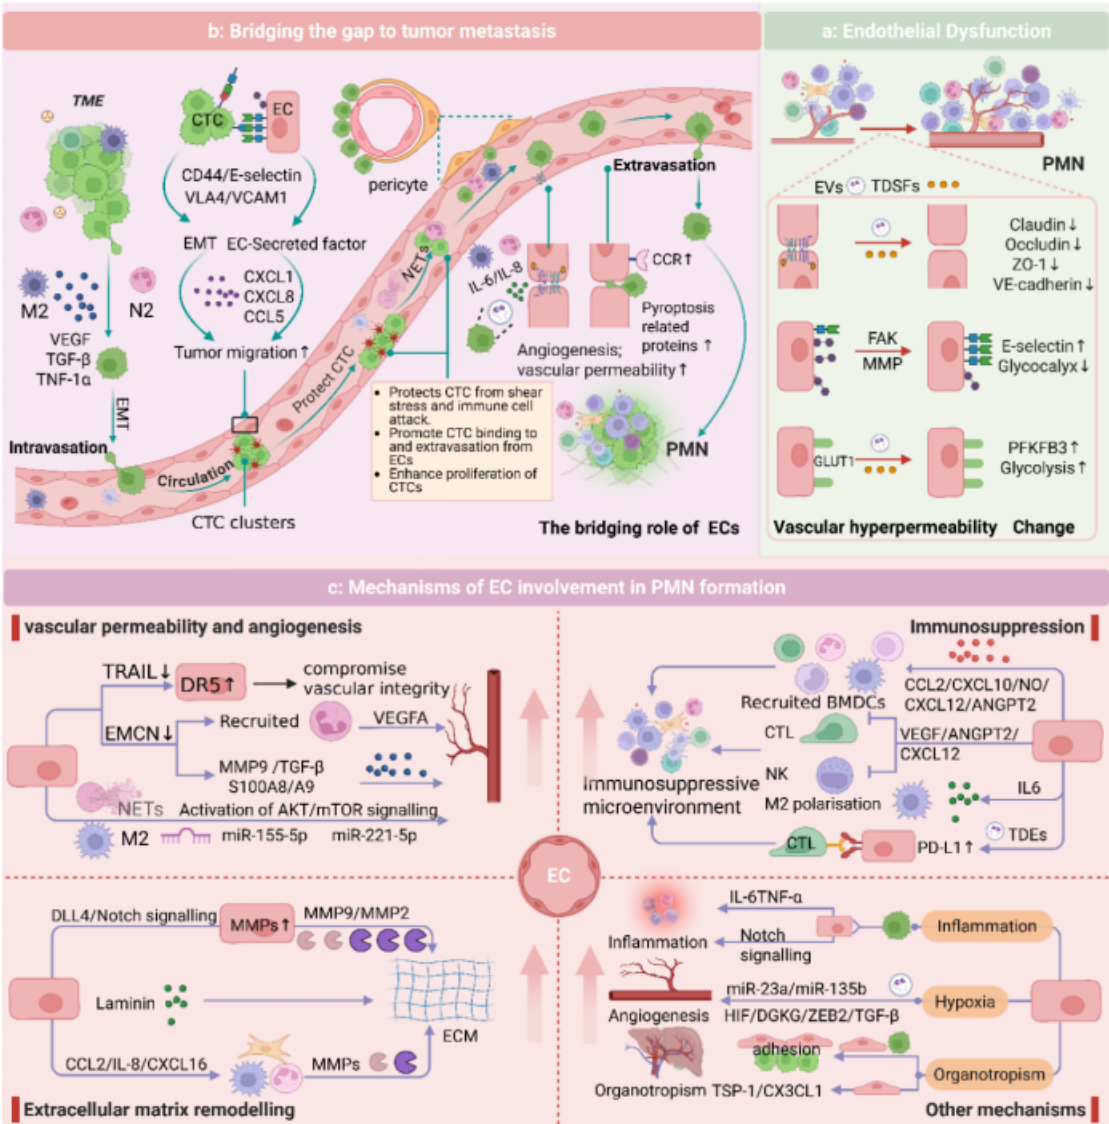 b: Bridging the gap to tumor metastasis
TME
M2
N2
VEGF
TGF-β
TNF-1α
EMT
Intravasation
CTC
EC
CD44/E-selectin
VLA4/VCAM1
EMT EC-Secreted factor
CXCL1
CXCL8
CCL5
Tumor migration↑
Circulation
CTC clusters
Protect CTC
NETs
pericyte
Extravasation
IL-6/IL-8
CCR↑
Angiogenesis;
vascular permeability↑
Pyroptosis
related
proteins ↑
• Protects CTC from shear
stress and immune cell
attack.
• Promote CTC binding to
and extravasation from
ECs
• Enhance proliferation of
CTCs
PMN
The bridging role of ECs
a: Endothelial Dysfunction
PMN
EVs TDSFs
Claudin↓
Occludin↓
ZO-1↓
VE-cadherin↓
FAK
MMP
E-selectin↑
Glycocalyx↓
GLUT1
PFKFB3↑
Glycolysis↑
Vascular hyperpermeability Change
c: Mechanisms of EC involvement in PMN formation
vascular permeability and angiogenesis
TRAIL↓
DR5↑
compromise
vascular integrity
EMCN↓
Recruited
VEGFA
MMP9 /TGF-β
S100A8/A9
NETs
Activation of AKT/mTOR signalling
M2
miR-155-5p miR-221-5p
Immunosuppression
Recruited BMDCs
CCL2/CXCL10/NO/
CXCL12/ANGPT2
CTL
VEGF/ANGPT2/
CXCL12
NK
Immunosuppressive
microenvironment
M2 polarisation
IL6
TDEs
CTL
PD-L1↑
EC
DLL4/Notch signalling
MMPs↑
MMP9/MMP2
Laminin
ECM
CCL2/IL-8/CXCL16
MMPs
Extracellular matrix remodelling
IL-6TNF-α
Inflammation
Notch
signalling
Inflammation
miR-23a/miR-135b
Hypoxia
Angiogenesis
HIF/DGKG/ZEB2/TGF-β
adhesion
Organotropism
Organotropism
TSP-1/CX3CL1
Other mechanisms